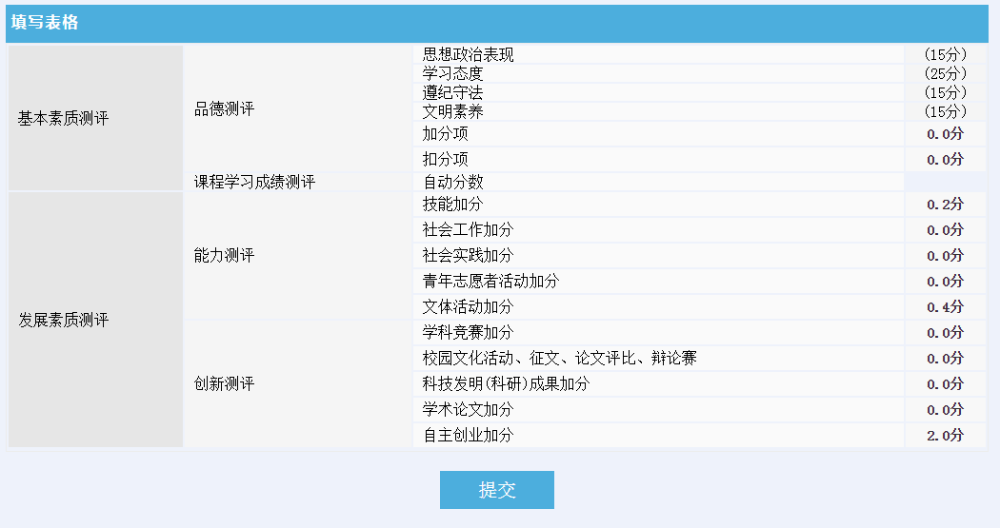 填写表格
基本素质测评
品德测评
思想政治表现 (15分)
学习态度 (25分)
遵纪守法 (15分)
文明素养 (15分)
加分项 0.0分
扣分项 0.0分
课程学习成绩测评 自动分数
发展素质测评
能力测评
技能加分 0.2分
社会工作加分 0.0分
社会实践加分 0.0分
青年志愿者活动加分 0.0分
文体活动加分 0.4分
创新测评
学科竞赛加分 0.0分
校园文化活动、征文、论文评比、辩论赛 0.0分
科技发明(科研)成果加分 0.0分
学术论文加分 0.0分
自主创业加分 2.0分
提交